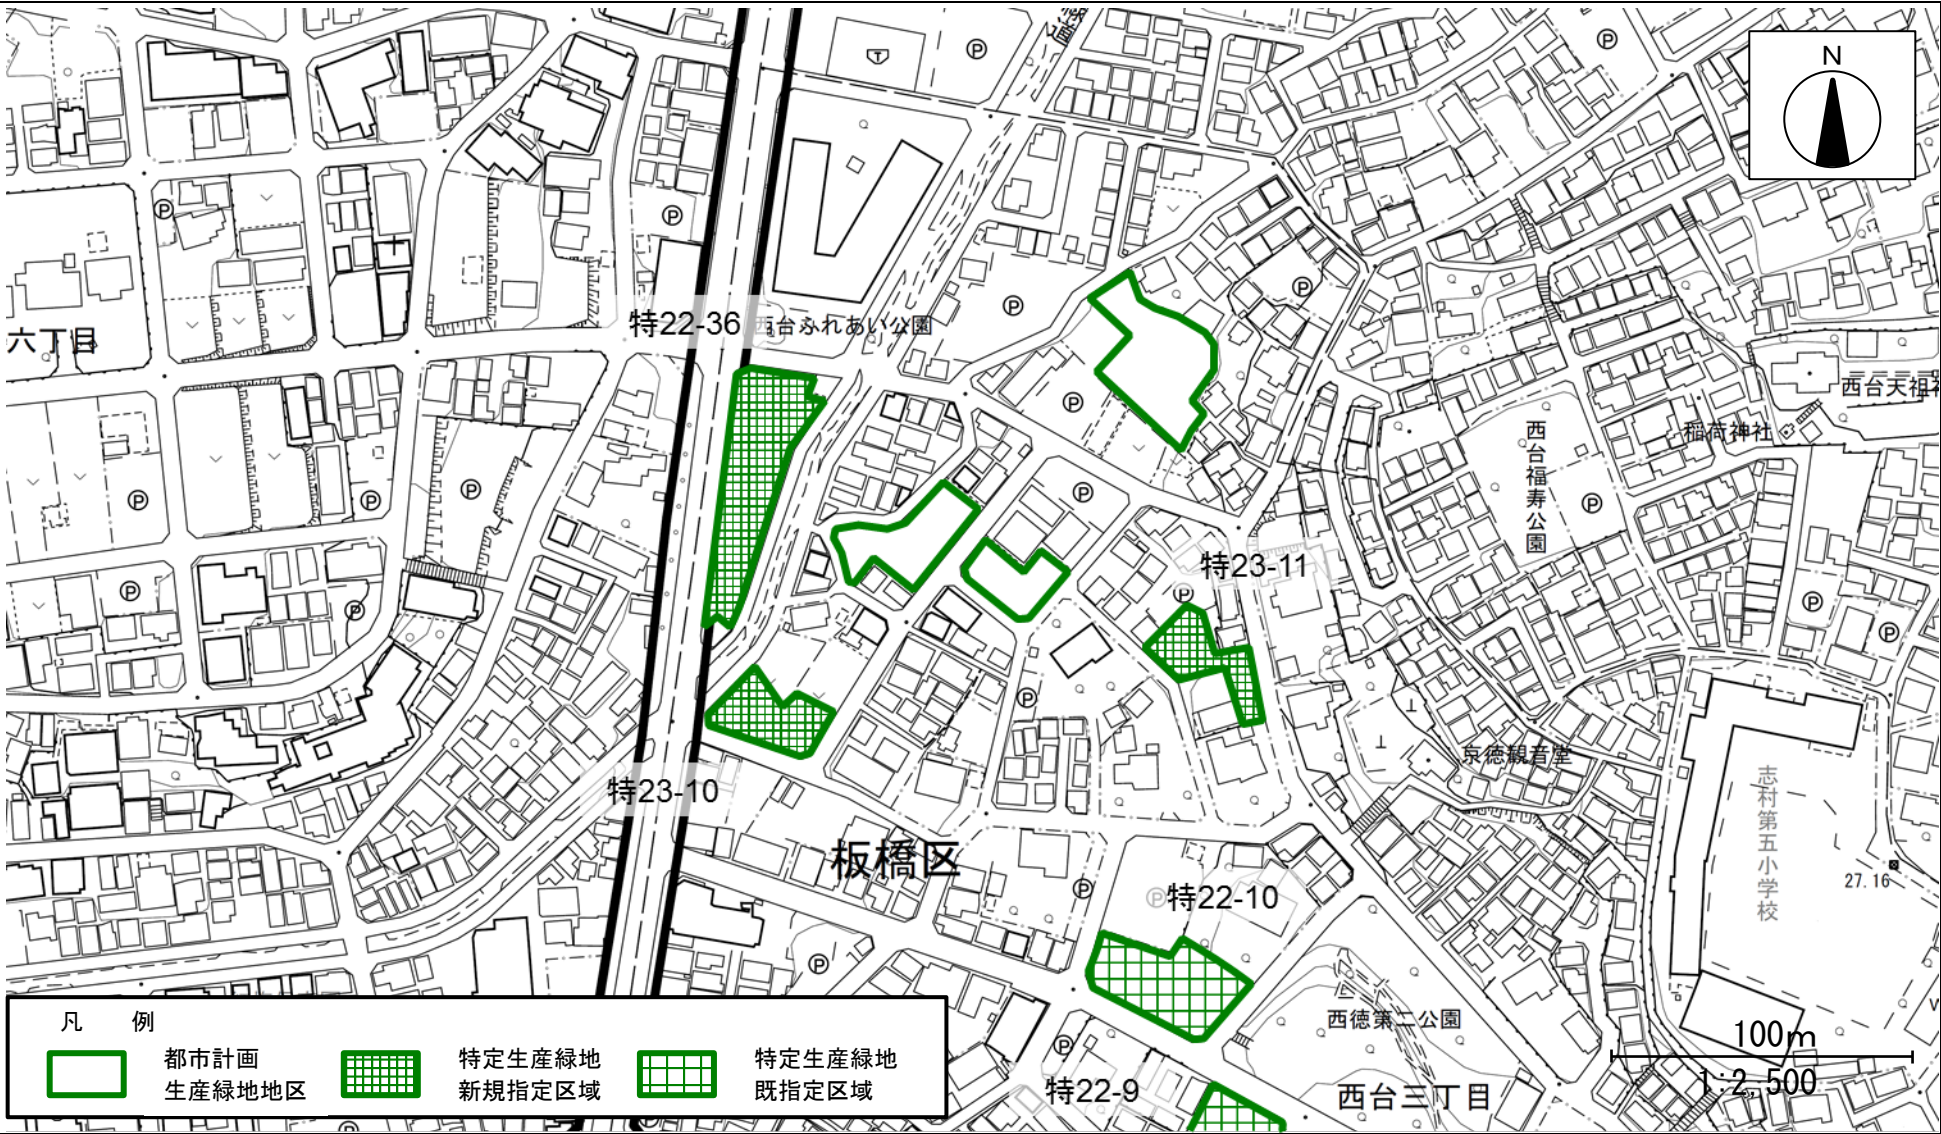 緑道
N
特22-36
西台ふれあい公園
六丁目
西台天祖神
稲荷神社
西台福寿公園
特23-11
京徳観音堂
特23-10
志村第五小学校
板橋区
27.16
特22-10
西徳第二公園
100m
1:2,500
特22-9
西台三丁目
凡 例
都市計画
生産緑地地区
特定生産緑地
新規指定区域
特定生産緑地
既指定区域